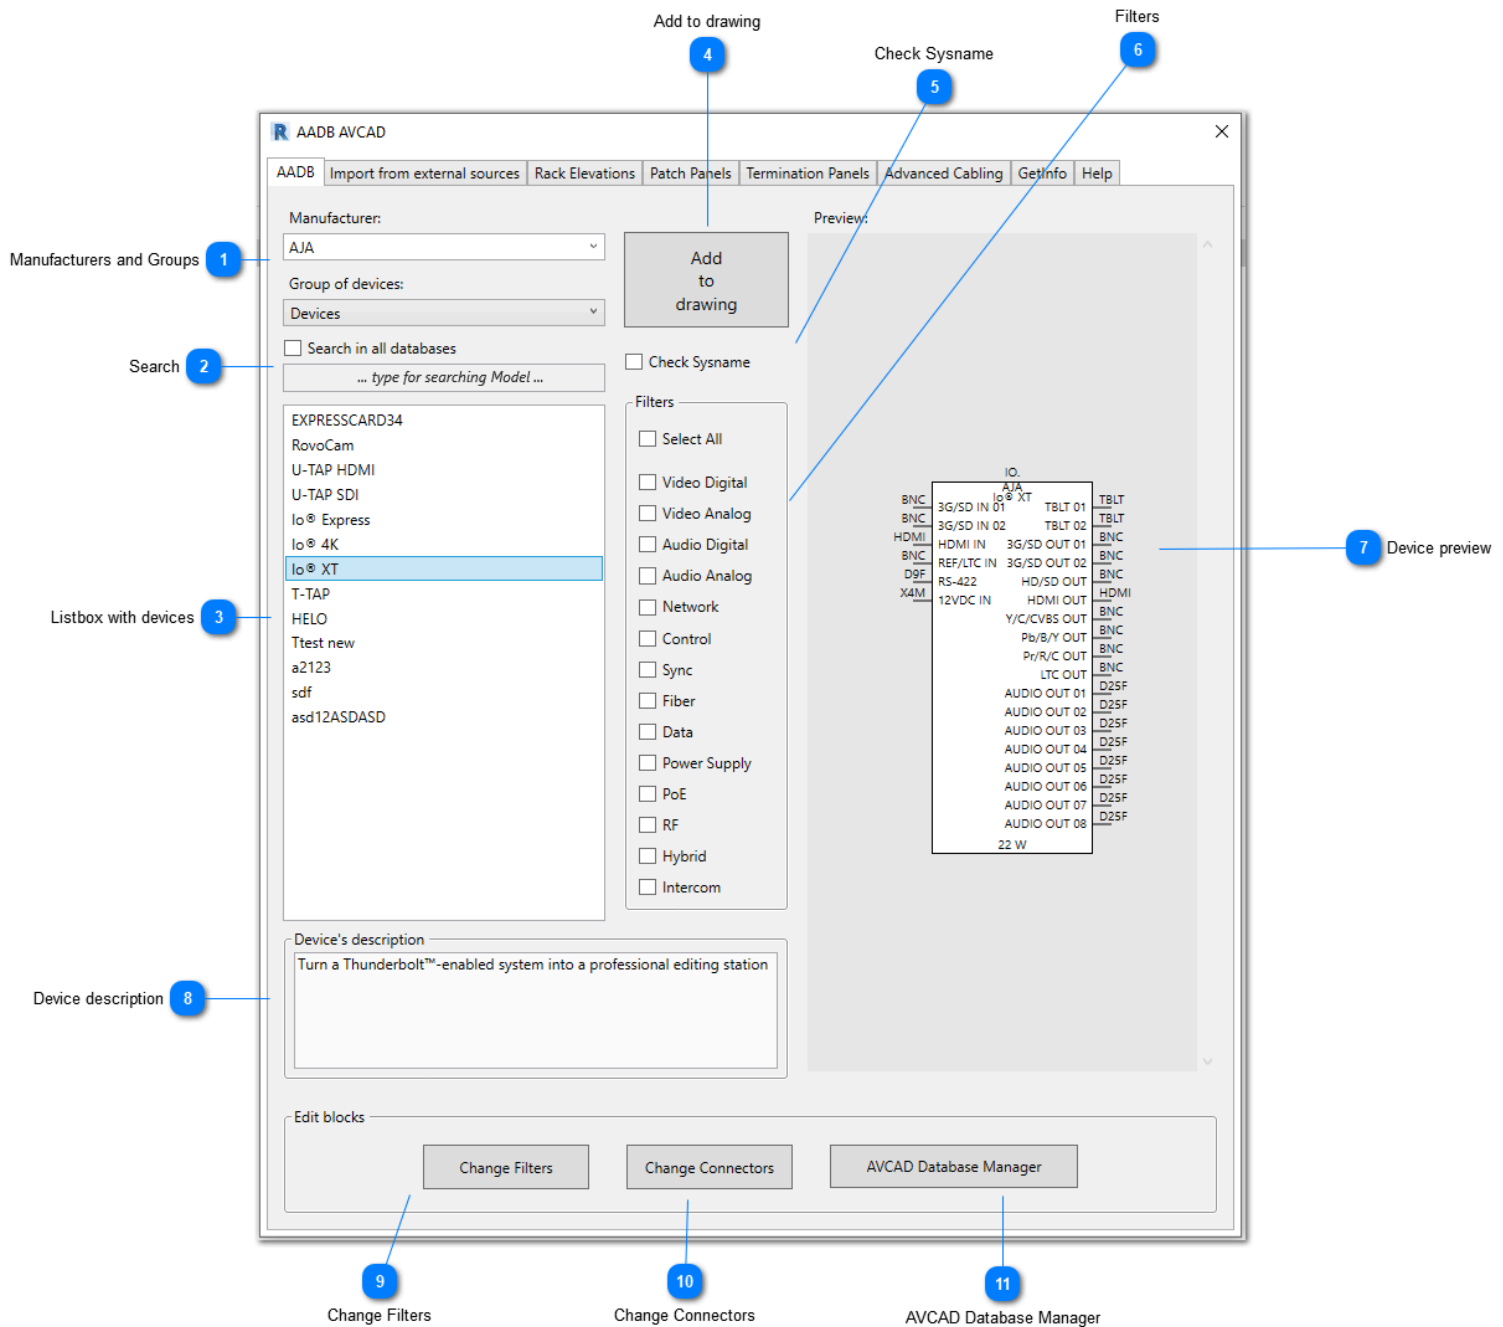 Add to drawing
4
Filters
6
Check Sysname
5
R AADB AVCAD
AADB Import from external sources Rack Elevations Patch Panels Termination Panels Advanced Cabling GetInfo Help
Manufacturer:
AJA
Manufacturers and Groups 1
Group of devices:
Devices
Search in all databases
Search 2
... type for searching Model ...
EXPRESSCARD34
RovoCam
U-TAP HDMI
U-TAP SDI
Io® Express
Io® 4K
Io® XT
T-TAP
HELO
Ttest new
a2123
sdf
asd12ASDASD
Listbox with devices 3
Add
to
drawing
Check Sysname
Filters
Select All
Video Digital
Video Analog
Audio Digital
Audio Analog
Network
Control
Sync
Fiber
Data
Power Supply
PoE
RF
Hybrid
Intercom
Preview:
IO.
AJA
Io® XT
BNC 3G/SD IN 01 TBLT 01 TBLT
BNC 3G/SD IN 02 TBLT 02 TBLT
HDMI HDMI IN 3G/SD OUT 01 BNC
BNC REF/LTC IN 3G/SD OUT 02 BNC
D9F RS-422 HD/SD OUT BNC
X4M 12VDC IN HDMI OUT HDMI
Y/C/CVBS OUT BNC
Pb/B/Y OUT BNC
Pr/R/C OUT BNC
LTC OUT BNC
AUDIO OUT 01 D25F
AUDIO OUT 02 D25F
AUDIO OUT 03 D25F
AUDIO OUT 04 D25F
AUDIO OUT 05 D25F
AUDIO OUT 06 D25F
AUDIO OUT 07 D25F
AUDIO OUT 08 D25F
22 W
7 Device preview
Device's description
Turn a Thunderbolt™-enabled system into a professional editing station
Device description 8
Edit blocks
Change Filters Change Connectors AVCAD Database Manager
9
Change Filters
10
Change Connectors
11
AVCAD Database Manager